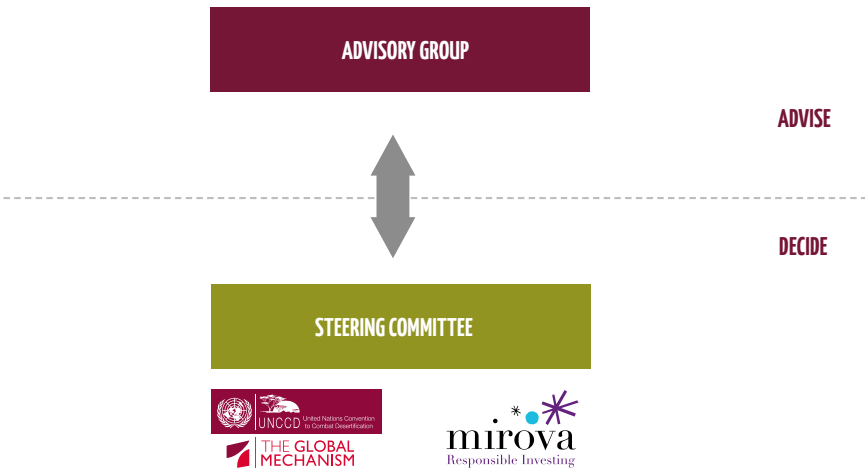 ADVISORY GROUP
ADVISE
DECIDE
STEERING COMMITTEE
UNCCD United Nations Convention
to Combat Desertification
THE GLOBAL
MECHANISM
mirova
Responsible Investing